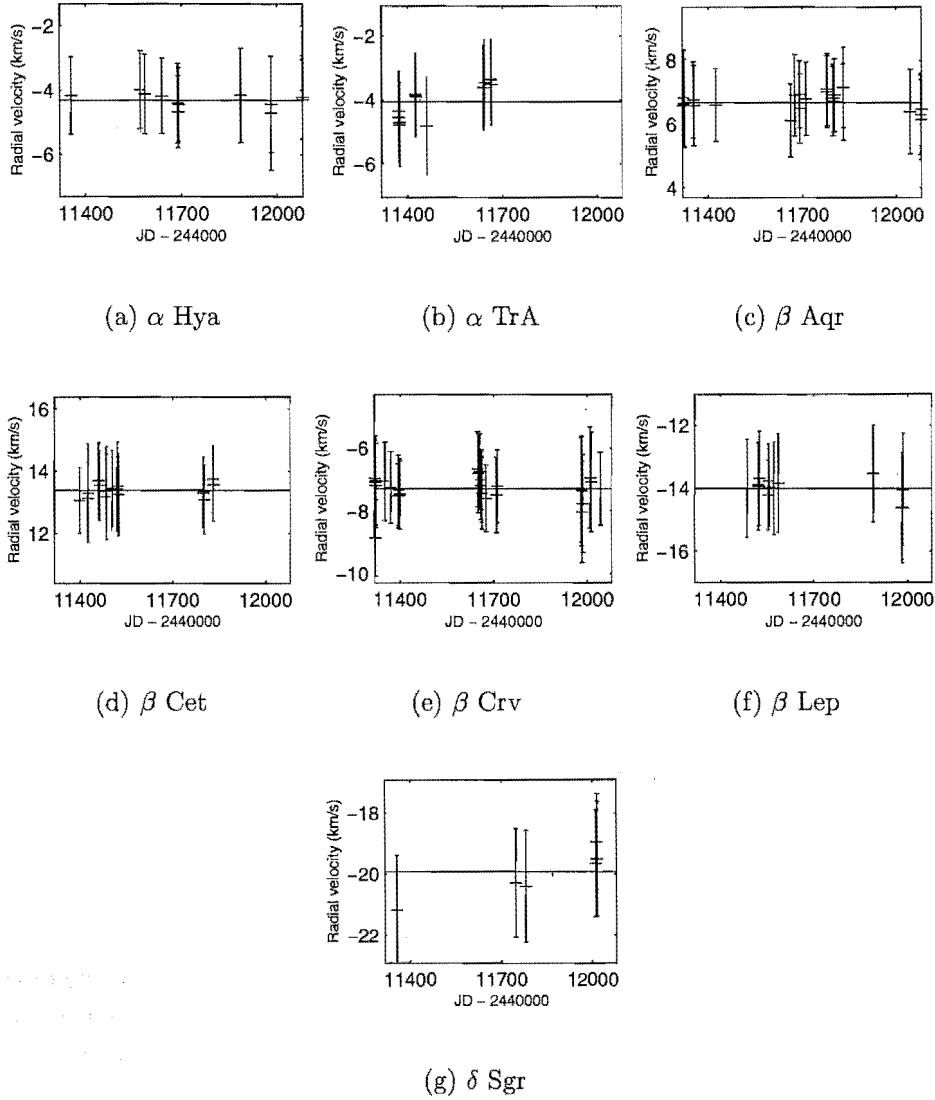 Radial velocity (km/s)
−2
−4
−6
11400 11700 12000
JD − 2440000
(a) α Hya
Radial velocity (km/s)
−2
−4
−6
11400 11700 12000
JD − 2440000
(b) α TrA
Radial velocity (km/s)
8
6
4
11400 11700 12000
JD − 2440000
(c) β Aqr
Radial velocity (km/s)
16
14
12
11400 11700 12000
JD − 2440000
(d) β Cet
Radial velocity (km/s)
−6
−8
−10
11400 11700 12000
JD − 2440000
(e) β Crv
Radial velocity (km/s)
−12
−14
−16
11400 11700 12000
JD − 2440000
(f) β Lep
Radial velocity (km/s)
−18
−20
−22
11400 11700 12000
JD − 2440000
(g) δ Sgr